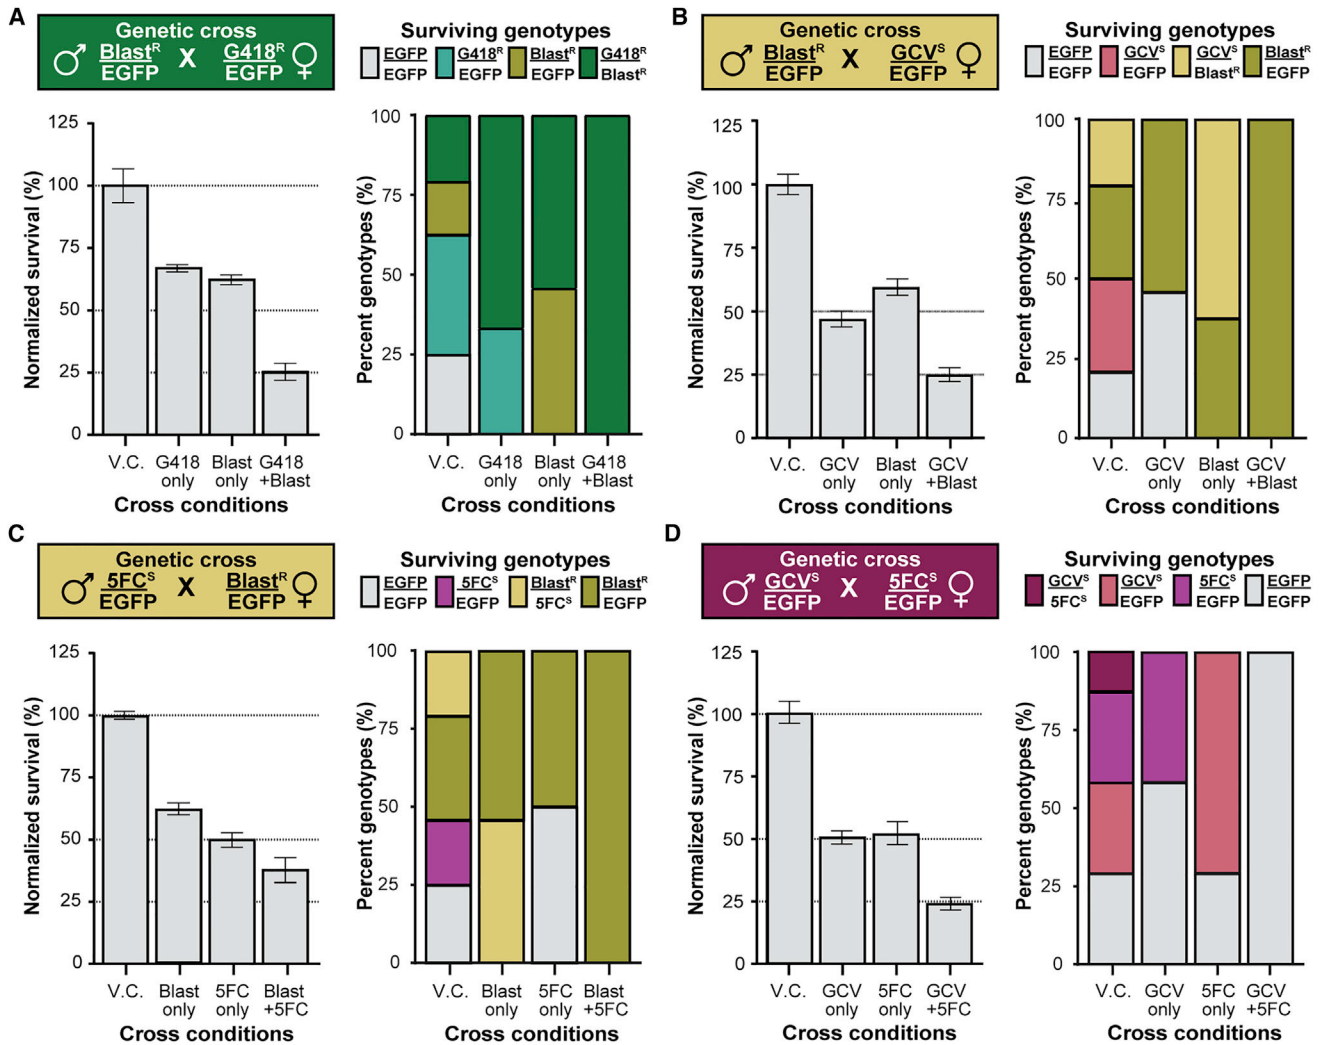 A
Genetic cross
♂ Blast^R X G418^R ♀
EGFP EGFP
Surviving genotypes
EGFP G418^R Blast^R G418^R
EGFP EGFP EGFP Blast^R
Normalized survival (%)
125
100
75
50
25
0
V.C. G418 Blast G418
only only +Blast
Cross conditions
Percent genotypes (%)
100
75
50
25
0
V.C. G418 Blast G418
only only +Blast
Cross conditions
B
Genetic cross
♂ Blast^R X GCV^S ♀
EGFP EGFP
Surviving genotypes
EGFP GCV^S GCV^S Blast^R
EGFP EGFP Blast^R EGFP
Normalized survival (%)
125
100
75
50
25
0
V.C. GCV Blast GCV
only only +Blast
Cross conditions
Percent genotypes (%)
100
75
50
25
0
V.C. GCV Blast GCV
only only +Blast
Cross conditions
C
Genetic cross
♂ 5FC^S X Blast^R ♀
EGFP EGFP
Surviving genotypes
EGFP 5FC^S Blast^R Blast^R
EGFP EGFP 5FC^S EGFP
Normalized survival (%)
125
100
75
50
25
0
V.C. Blast 5FC Blast
only only +5FC
Cross conditions
Percent genotypes (%)
100
75
50
25
0
V.C. Blast 5FC Blast
only only +5FC
Cross conditions
D
Genetic cross
♂ GCV^S X 5FC^S ♀
EGFP EGFP
Surviving genotypes
GCV^S GCV^S 5FC^S EGFP
5FC^S EGFP EGFP EGFP
Normalized survival (%)
125
100
75
50
25
0
V.C. GCV 5FC GCV
only only +5FC
Cross conditions
Percent genotypes (%)
100
75
50
25
0
V.C. GCV 5FC GCV
only only +5FC
Cross conditions